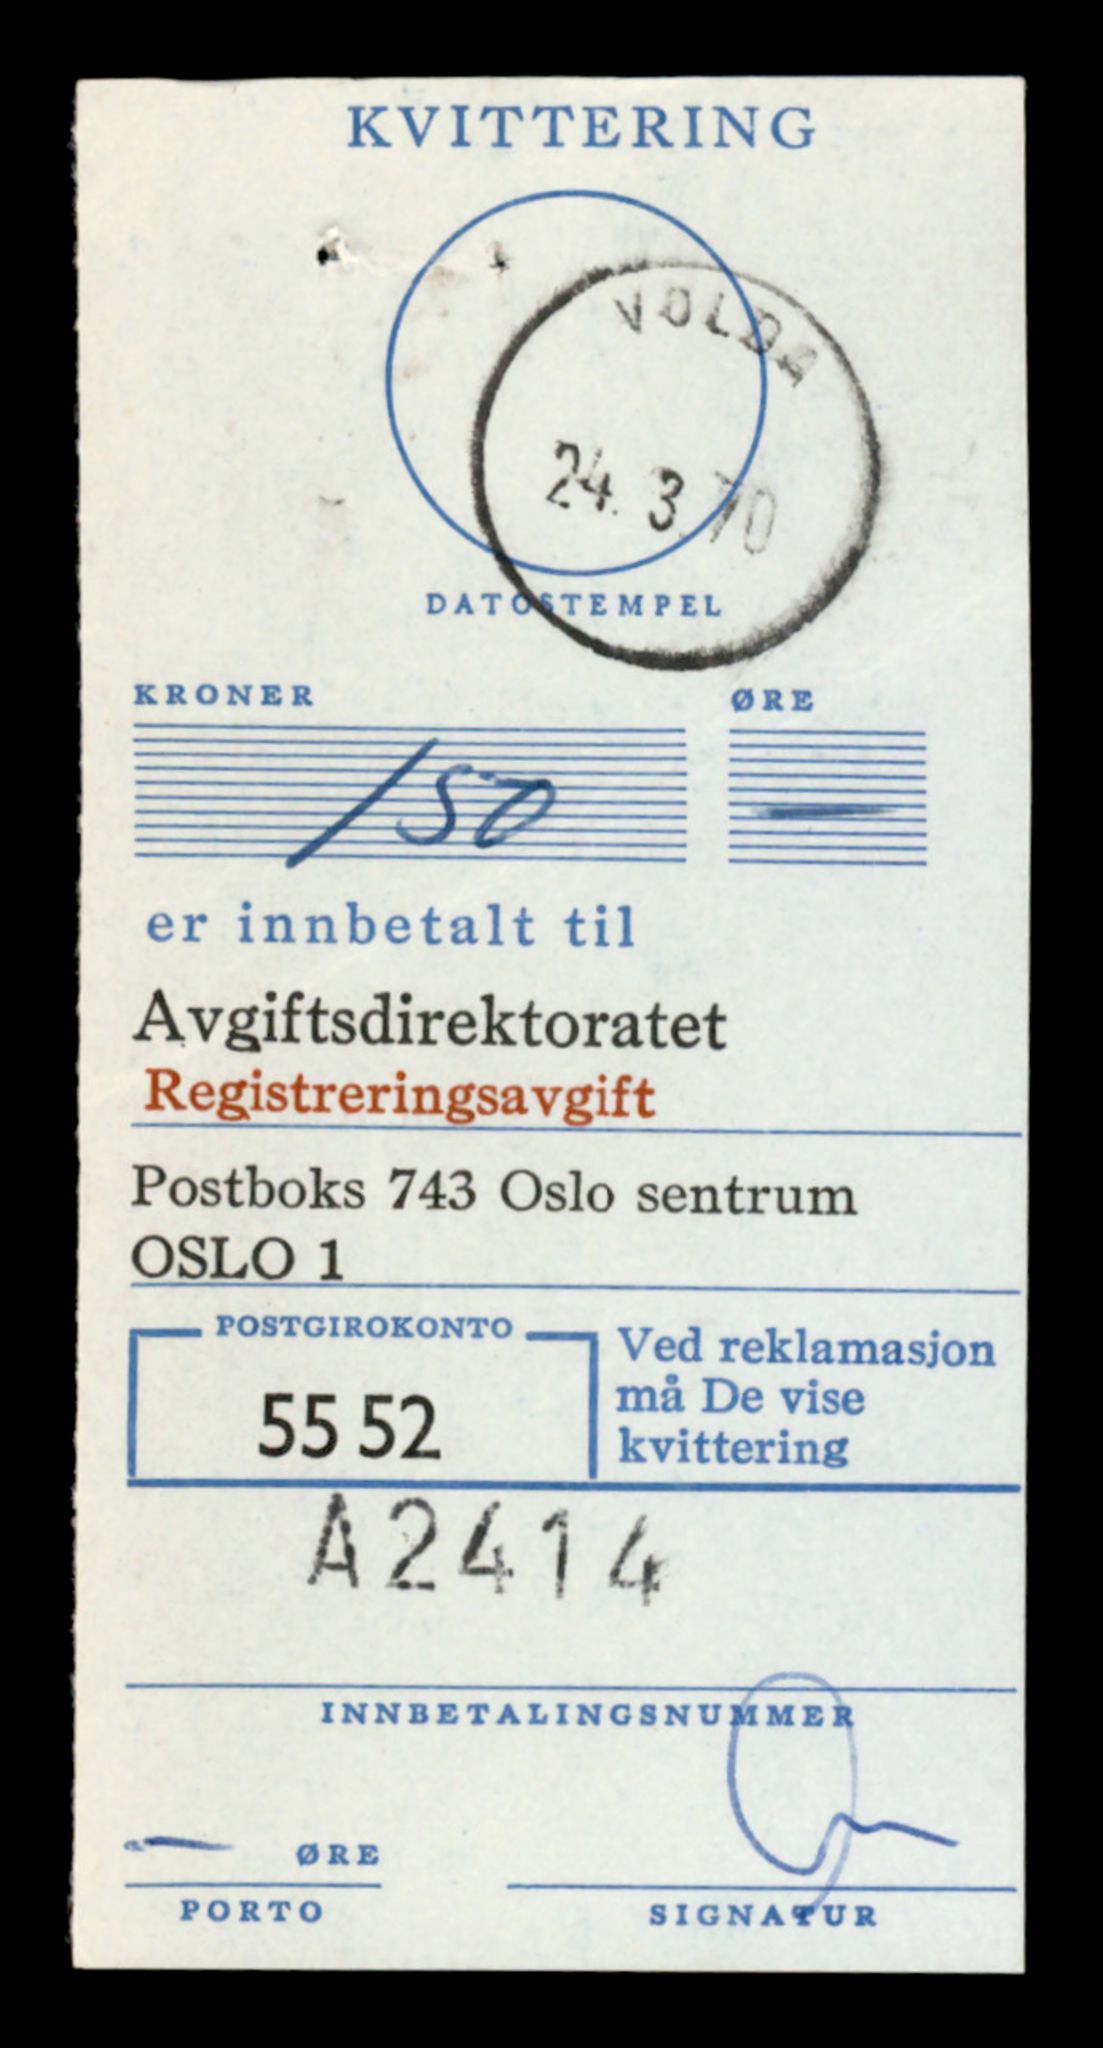 KVITTERING
VOLDA
24. 3. 70
DATOSTEMPEL
KRONER ØRE
150 —
er innbetalt til
Avgiftsdirektoratet
Registreringsavgift
Postboks 743 Oslo sentrum
OSLO 1
POSTGIROKONTO
55 52
Ved reklamasjon
må De vise
kvittering
A2414
INNBETALINGSNUMMER
— ØRE
PORTO
SIGNATUR